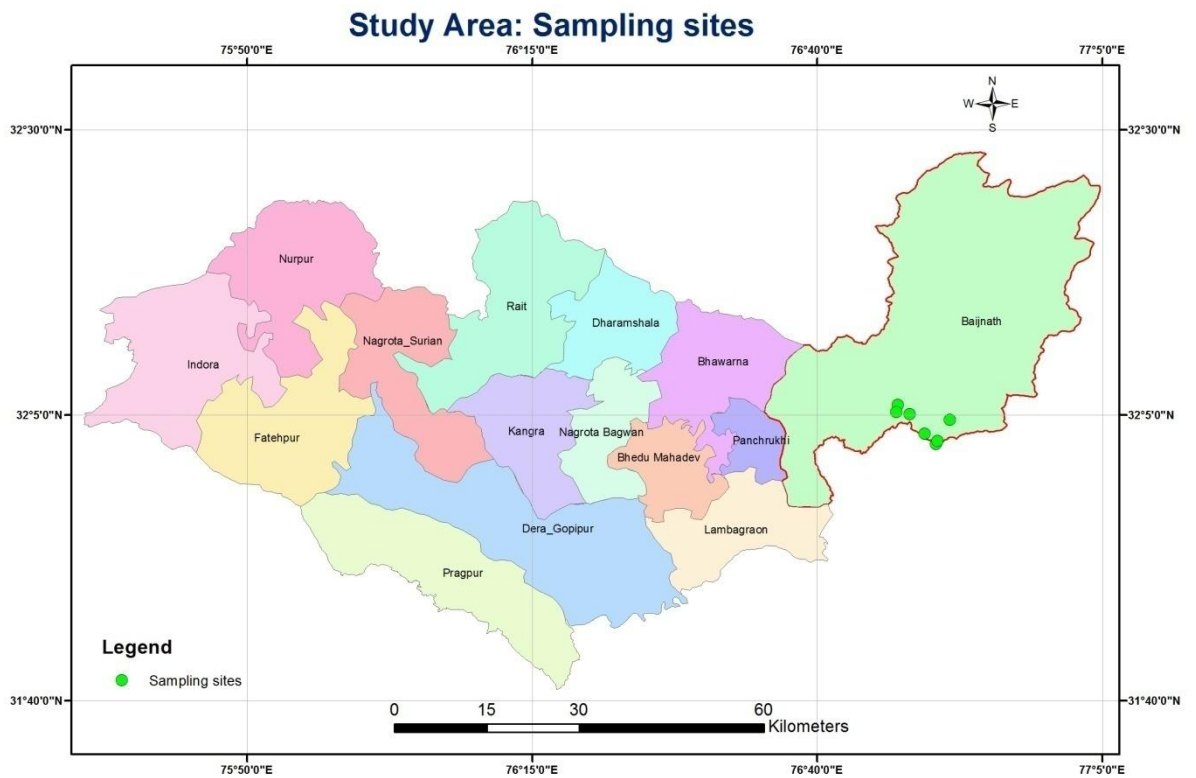 Study Area: Sampling sites
75°50'0"E 76°15'0"E 76°40'0"E 77°5'0"E
N
W E
S
32°30'0"N 32°30'0"N
Nurpur
Rait
Baijnath
Dharamshala
Nagrota_Surian
Bhawarna
Indora
32°5'0"N 32°5'0"N
Kangra
Nagrota Bagwan
Fatehpur
Panchrukhi
Bhedu Mahadev
Dera_Gopipur
Lambagraon
Pragpur
Legend
Sampling sites
31°40'0"N 31°40'0"N
0 15 30 60
Kilometers
75°50'0"E 76°15'0"E 76°40'0"E 77°5'0"E